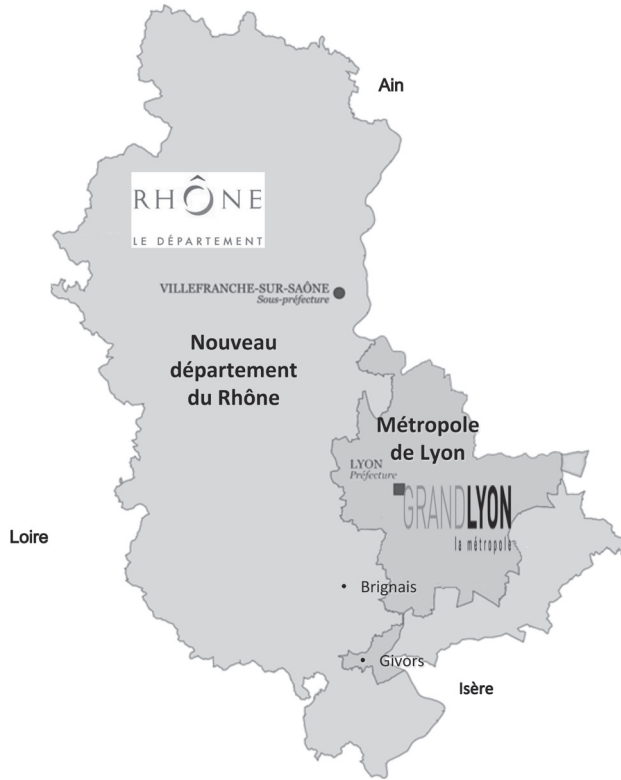 Ain
RHÔNE
LE DÉPARTEMENT
VILLEFRANCHE-SUR-SAÔNE
Sous-préfecture
Nouveau
département
du Rhône
Métropole
de Lyon
LYON
Préfecture
GRANDLYON
la métropole
Loire
Brignais
Givors
Isère